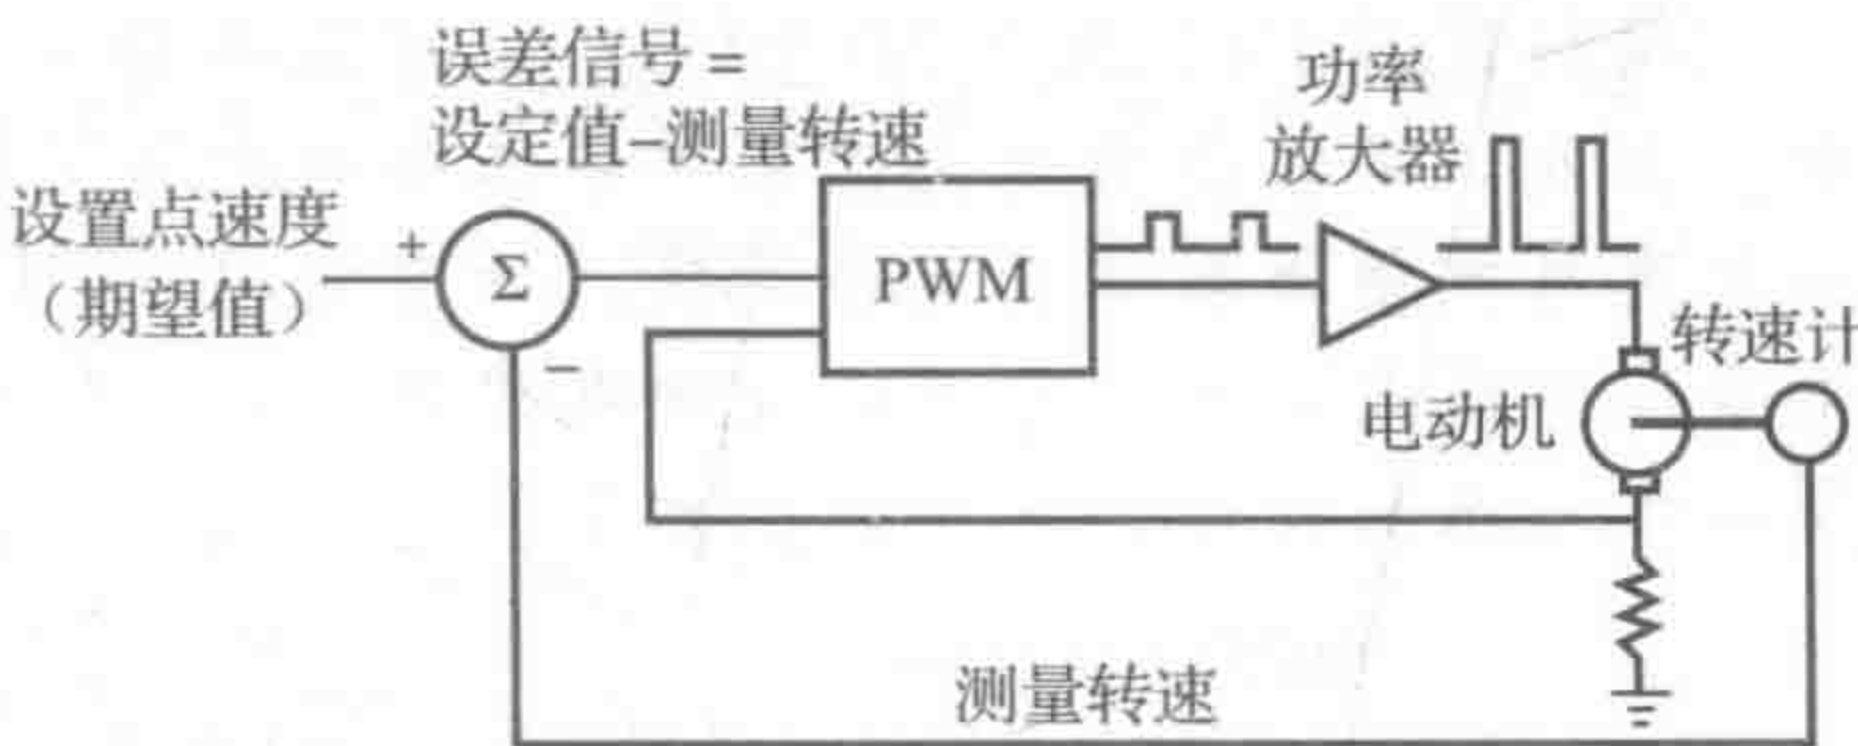 误差信号 =
设定值-测量转速
功率
放大器
设置点速度
（期望值）
+
Σ
−
PWM
转速计
电动机
测量转速